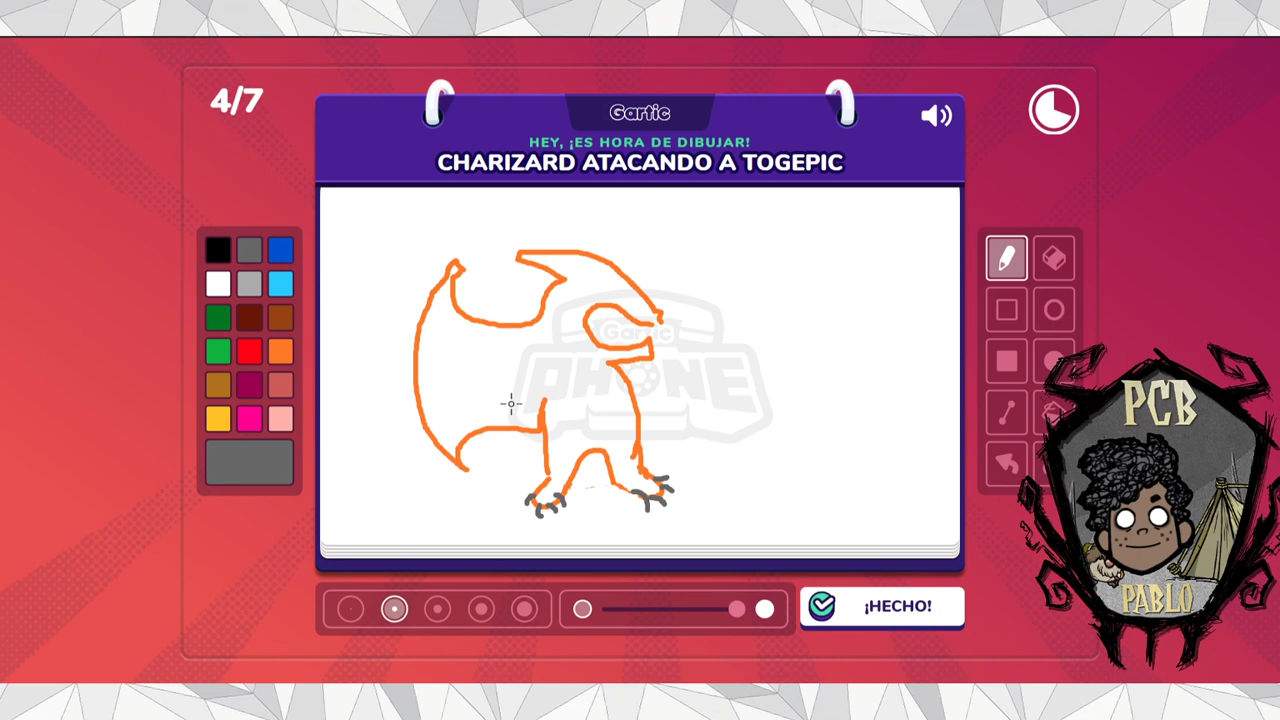 4/7
Gartic
HEY, ¡ES HORA DE DIBUJAR!
CHARIZARD ATACANDO A TOGEPIC
Gartic
PHONE
PCB
PABLO
¡HECHO!